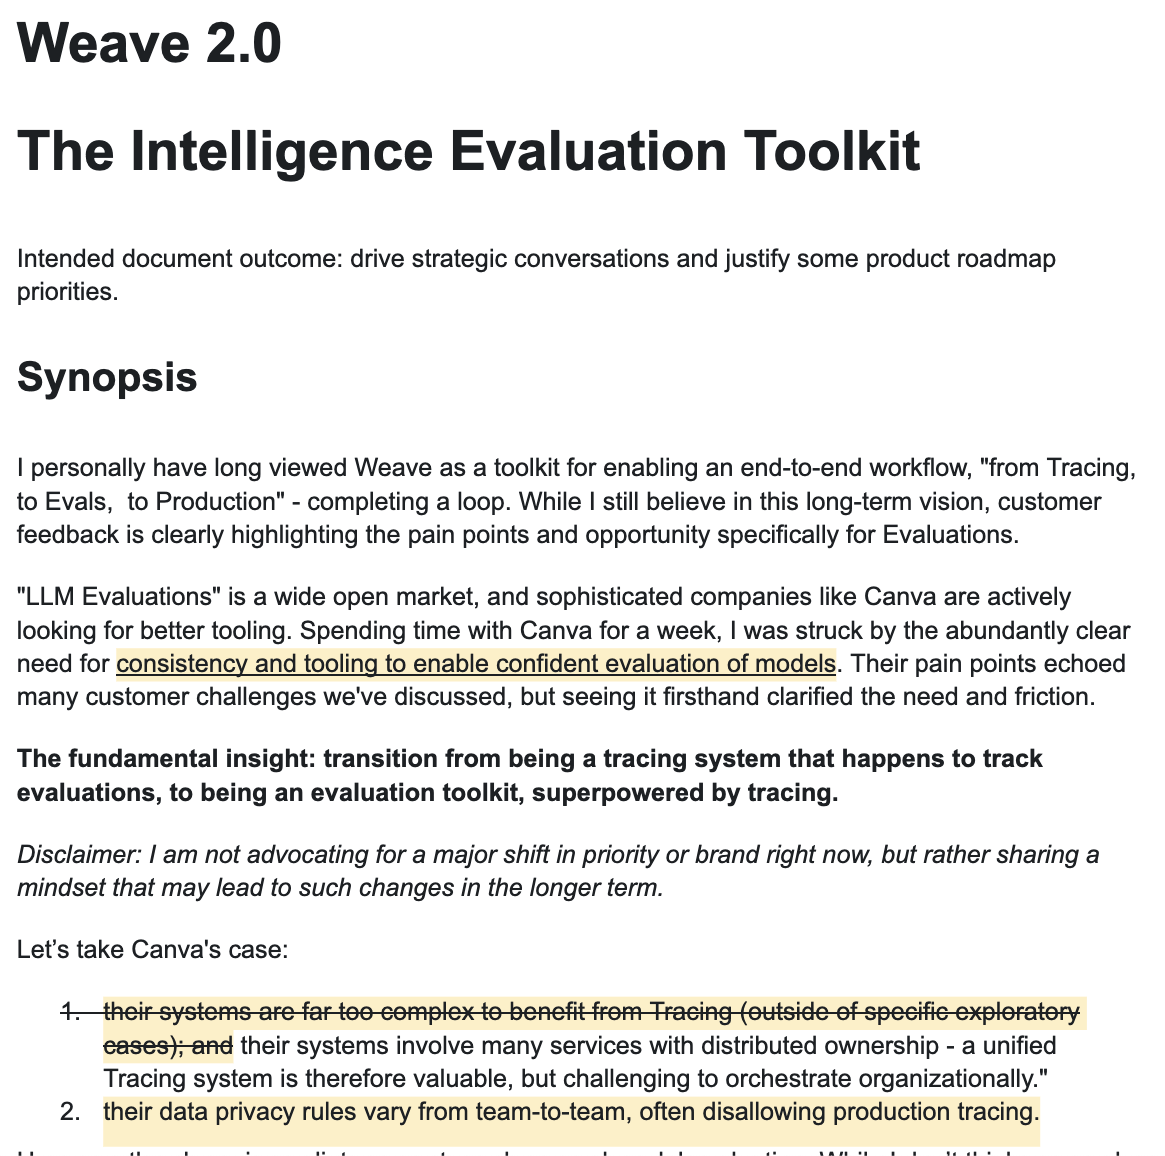 Weave 2.0
The Intelligence Evaluation Toolkit
Intended document outcome: drive strategic conversations and justify some product roadmap
priorities.
Synopsis
I personally have long viewed Weave as a toolkit for enabling an end-to-end workflow, "from Tracing,
to Evals,  to Production" - completing a loop. While I still believe in this long-term vision, customer
feedback is clearly highlighting the pain points and opportunity specifically for Evaluations.
"LLM Evaluations" is a wide open market, and sophisticated companies like Canva are actively
looking for better tooling. Spending time with Canva for a week, I was struck by the abundantly clear
need for consistency and tooling to enable confident evaluation of models. Their pain points echoed
many customer challenges we've discussed, but seeing it firsthand clarified the need and friction.
The fundamental insight: transition from being a tracing system that happens to track
evaluations, to being an evaluation toolkit, superpowered by tracing.
Disclaimer: I am not advocating for a major shift in priority or brand right now, but rather sharing a
mindset that may lead to such changes in the longer term.
Let’s take Canva's case:
1. their systems are far too complex to benefit from Tracing (outside of specific exploratory
cases); and their systems involve many services with distributed ownership - a unified
Tracing system is therefore valuable, but challenging to orchestrate organizationally."
2. their data privacy rules vary from team-to-team, often disallowing production tracing.